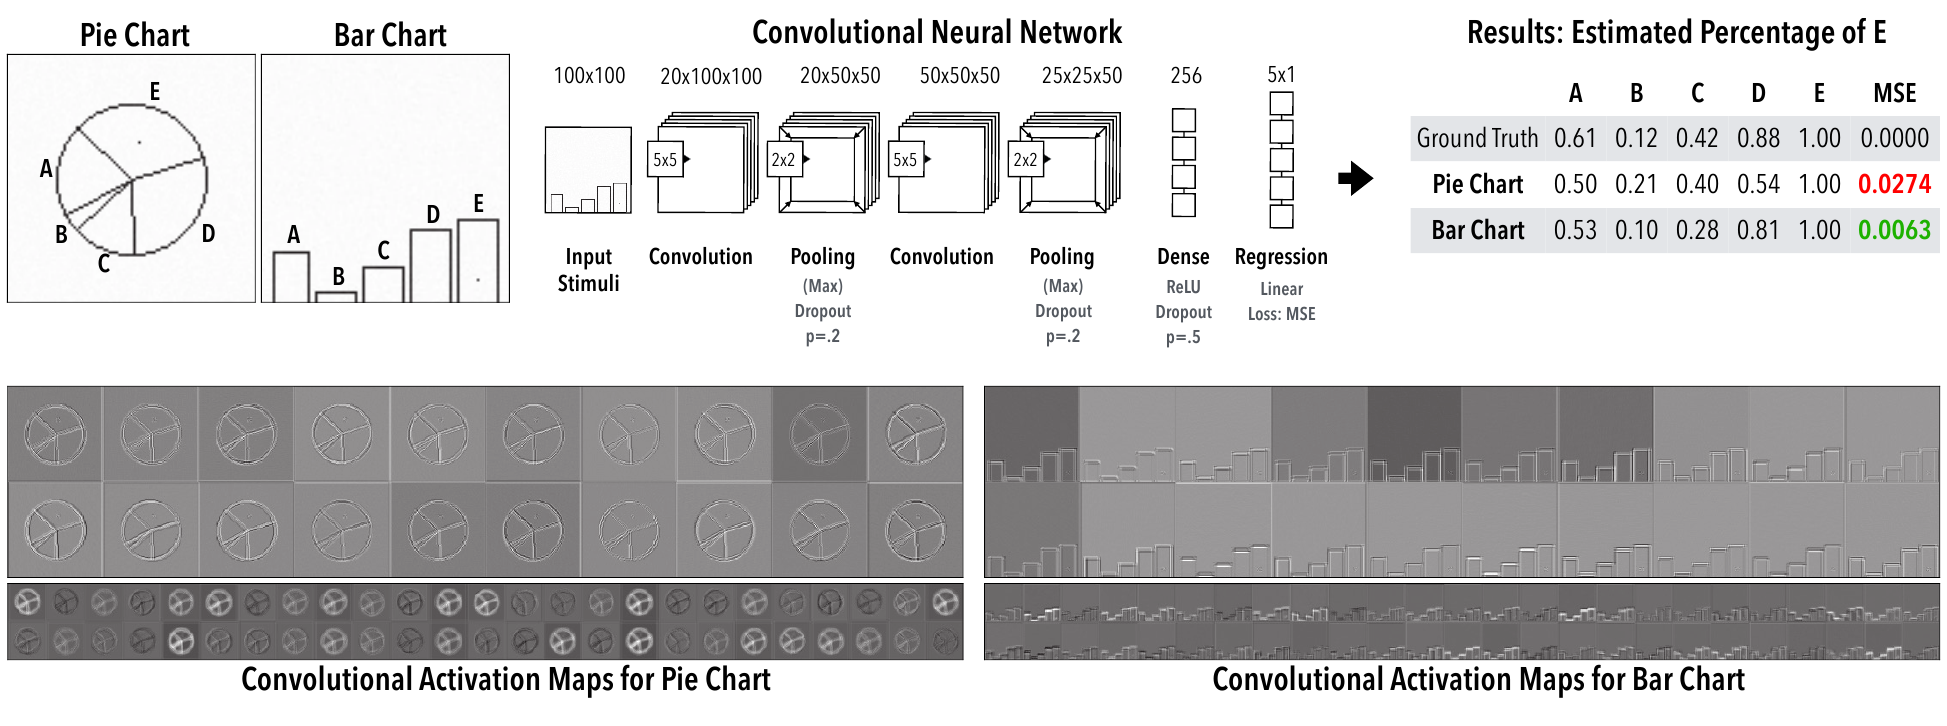 Pie Chart
Bar Chart
E
A
B
C
D
A
B
C
D
E
Convolutional Neural Network
100x100
20x100x100
20x50x50
50x50x50
25x25x50
256
5x1
5x5
2x2
5x5
2x2
Input
Stimuli
Convolution
Pooling
(Max)
Dropout
p=.2
Convolution
Pooling
(Max)
Dropout
p=.2
Dense
ReLU
Dropout
p=.5
Regression
Linear
Loss: MSE
Results: Estimated Percentage of E
A B C D E MSE
Ground Truth 0.61 0.12 0.42 0.88 1.00 0.0000
Pie Chart 0.50 0.21 0.40 0.54 1.00 0.0274
Bar Chart 0.53 0.10 0.28 0.81 1.00 0.0063
Convolutional Activation Maps for Pie Chart
Convolutional Activation Maps for Bar Chart